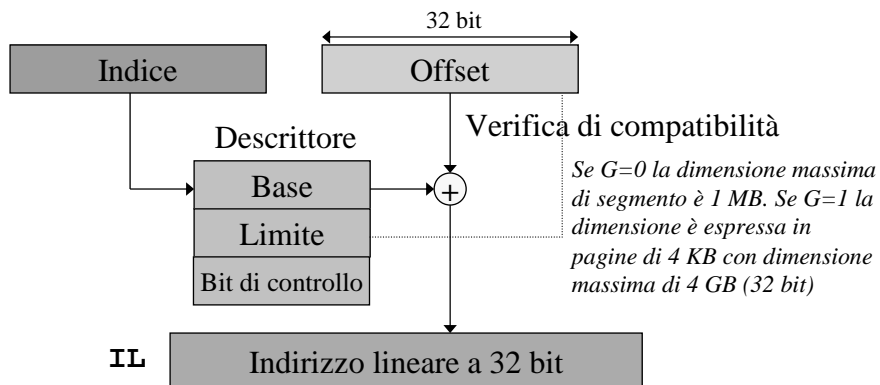 32 bit
Indice
Offset
Verifica di compatibilità
Descrittore
Base
+
Limite
Bit di controllo
Se G=0 la dimensione massima
di segmento è 1 MB. Se G=1 la
dimensione è espressa in
pagine di 4 KB con dimensione
massima di 4 GB (32 bit)
IL
Indirizzo lineare a 32 bit